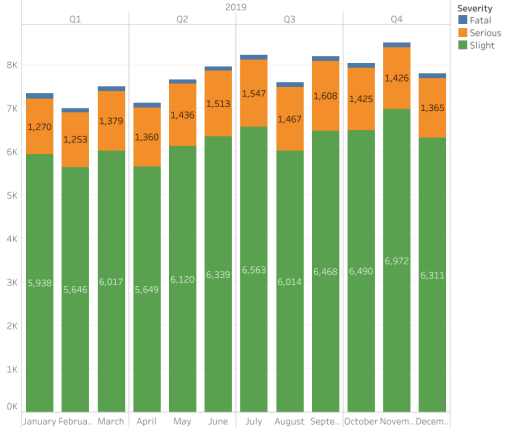 2019
Q1 Q2 Q3 Q4
Severity
Fatal
Serious
Slight
8K
7K
6K
5K
4K
3K
2K
1K
0K
1,270 1,253 1,379 1,360 1,436 1,513 1,547 1,467 1,608 1,425 1,426 1,365
5,938 5,646 6,017 5,649 6,120 6,339 6,563 6,014 6,468 6,490 6,972 6,311
January Februa.. March April May June July August Septe.. October Novem.. Decem..